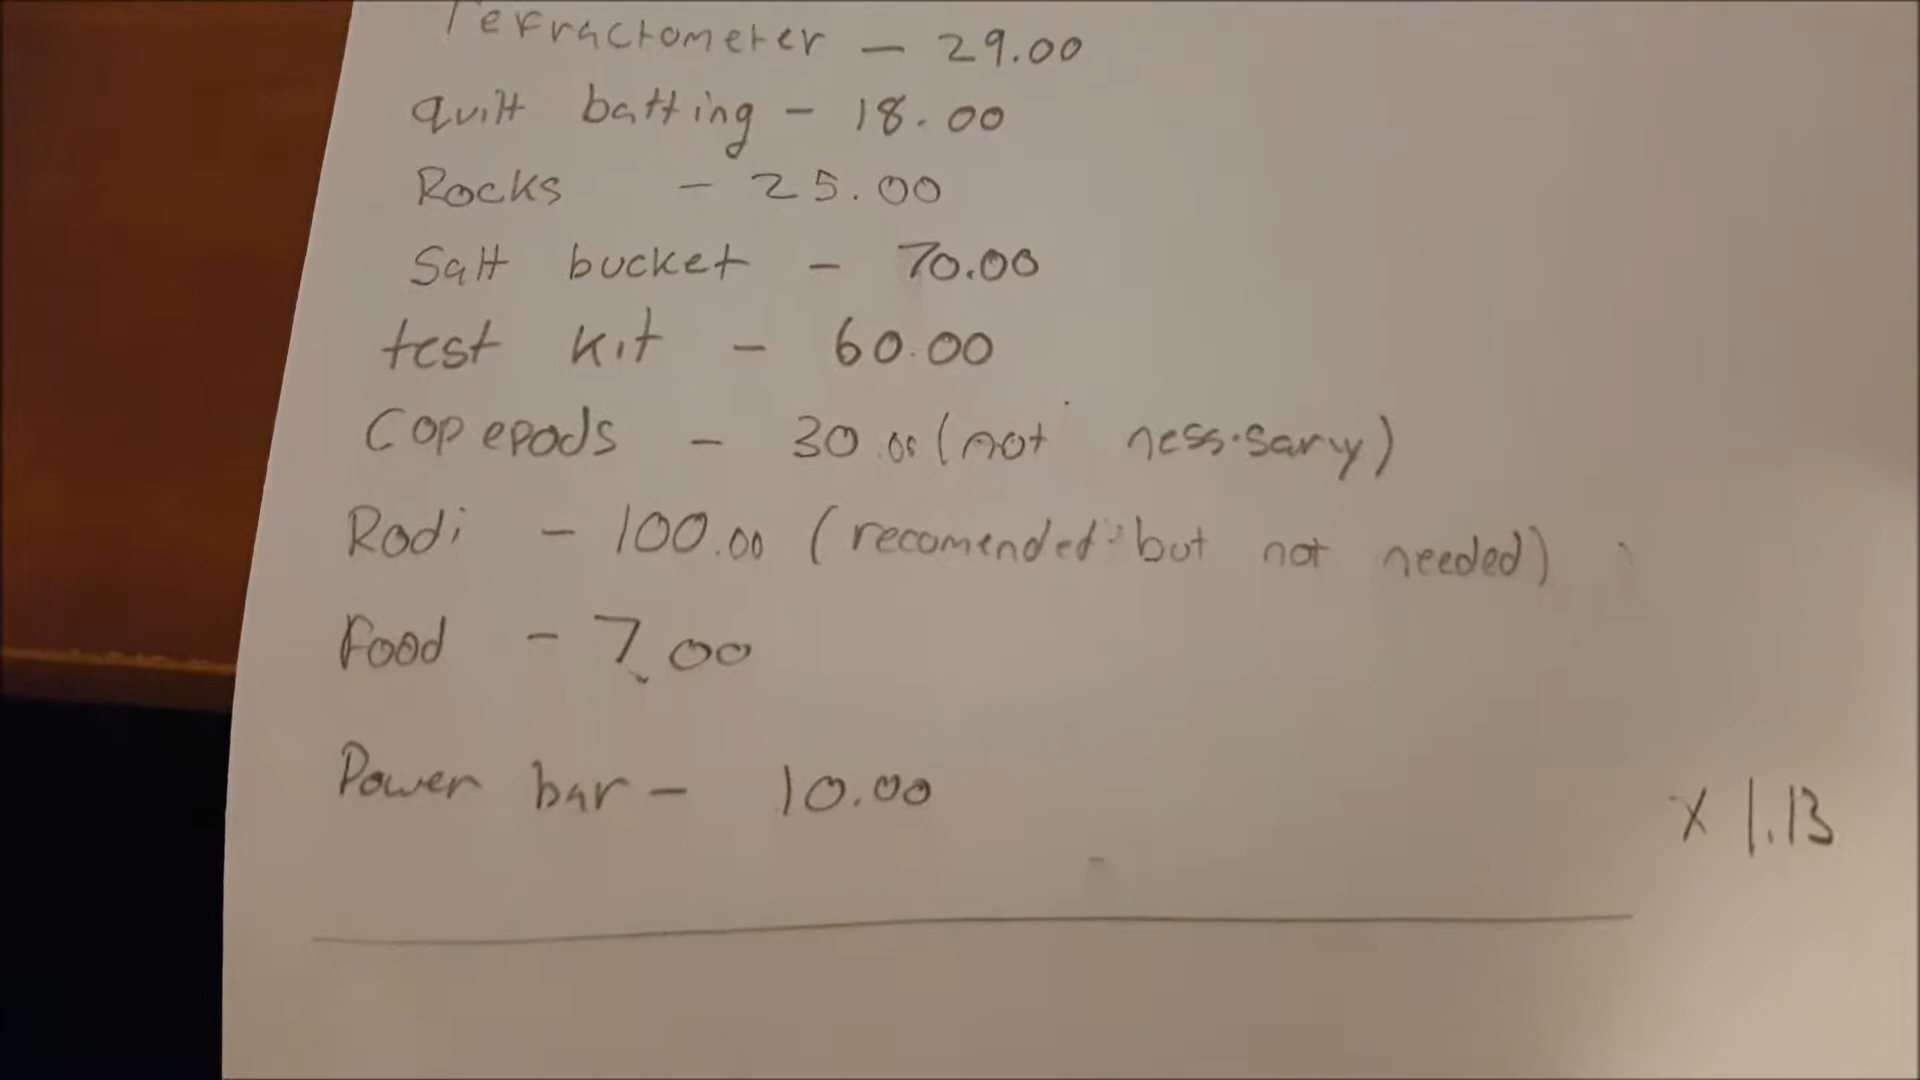 refractometer - 29.00
quilt batting - 18.00
Rocks - 25.00
Salt bucket - 70.00
test kit - 60.00
Copepods - 30.00 (not ness.sary)
Rodi - 100.00 (recomended but not needed)
Food - 7.00
Power bar - 10.00
x 1.13